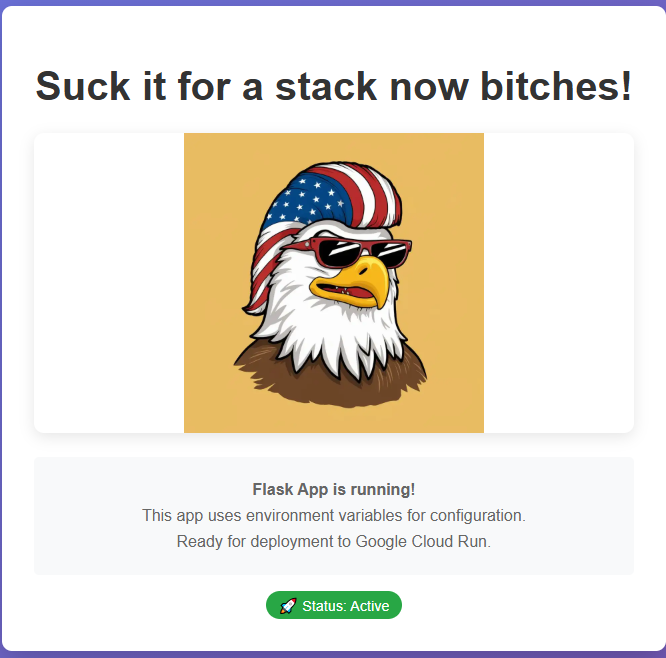 Suck it for a stack now bitches!
Flask App is running!
This app uses environment variables for configuration.
Ready for deployment to Google Cloud Run.
🚀 Status: Active